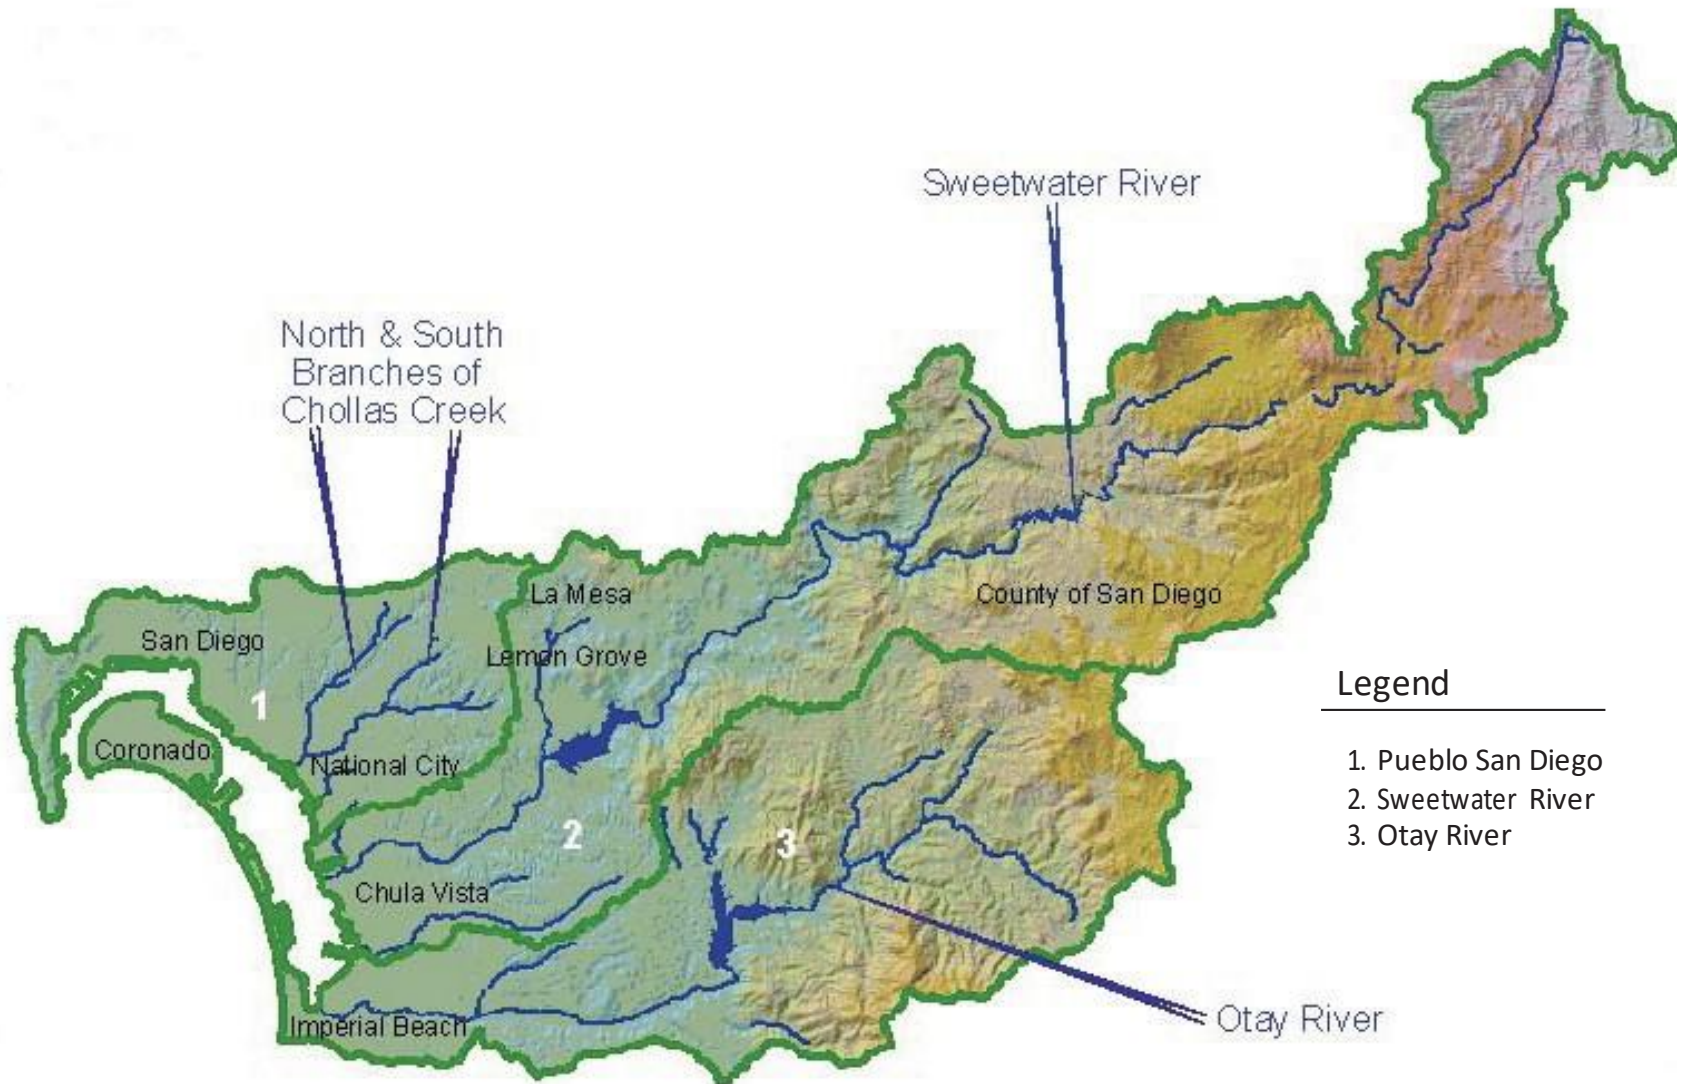 Sweetwater River
North & South
Branches of
Chollas Creek
La Mesa
County of San Diego
San Diego
Lemon Grove
1
Coronado
National City
2
3
Chula Vista
Imperial Beach
Otay River
Legend
1. Pueblo San Diego
2. Sweetwater River
3. Otay River